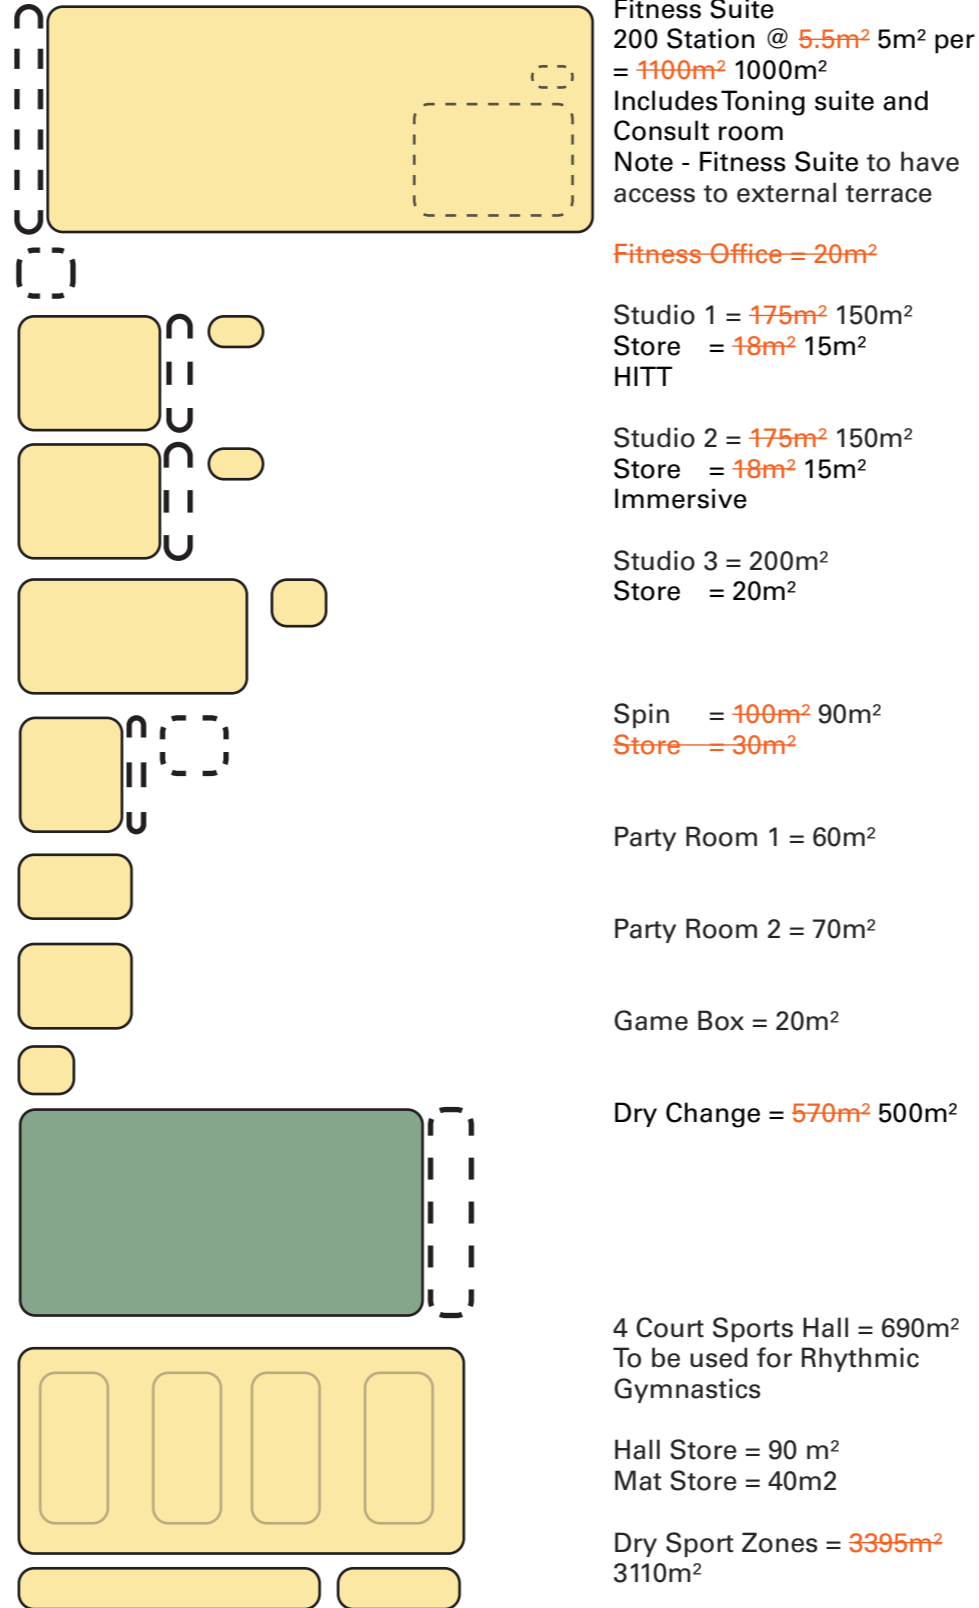 Fitness Suite
200 Station @ 5.5m² 5m² per
= 1100m² 1000m²
Includes Toning suite and
Consult room
Note - Fitness Suite to have
access to external terrace
Fitness Office = 20m²
Studio 1 = 175m² 150m²
Store = 18m² 15m²
HITT
Studio 2 = 175m² 150m²
Store = 18m² 15m²
Immersive
Studio 3 = 200m²
Store = 20m²
Spin = 100m² 90m²
Store = 30m²
Party Room 1 = 60m²
Party Room 2 = 70m²
Game Box = 20m²
Dry Change = 570m² 500m²
4 Court Sports Hall = 690m²
To be used for Rhythmic
Gymnastics
Hall Store = 90 m²
Mat Store = 40m2
Dry Sport Zones = 3395m²
3110m²